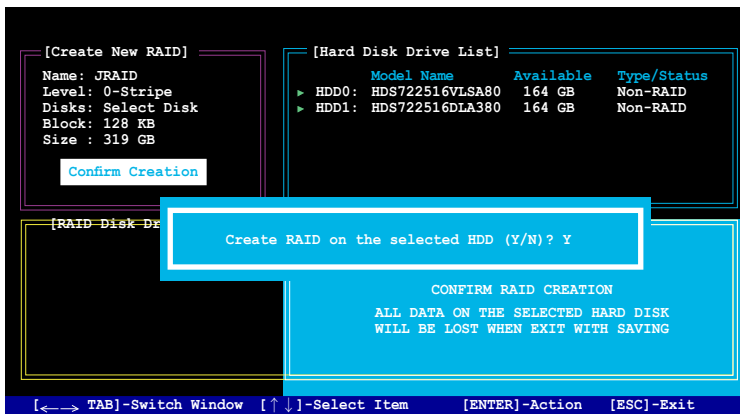 [Create New RAID]
Name: JRAID
Level: 0-Stripe
Disks: Select Disk
Block: 128 KB
Size : 319 GB
Confirm Creation
[Hard Disk Drive List]
Model Name Available Type/Status
▸ HDD0: HDS722516VLSA80 164 GB Non-RAID
▸ HDD1: HDS722516DLA380 164 GB Non-RAID
[RAID Disk Dr
Create RAID on the selected HDD (Y/N)? Y
CONFIRM RAID CREATION
ALL DATA ON THE SELECTED HARD DISK
WILL BE LOST WHEN EXIT WITH SAVING
[←→ TAB]-Switch Window [↑↓]-Select Item [ENTER]-Action [ESC]-Exit